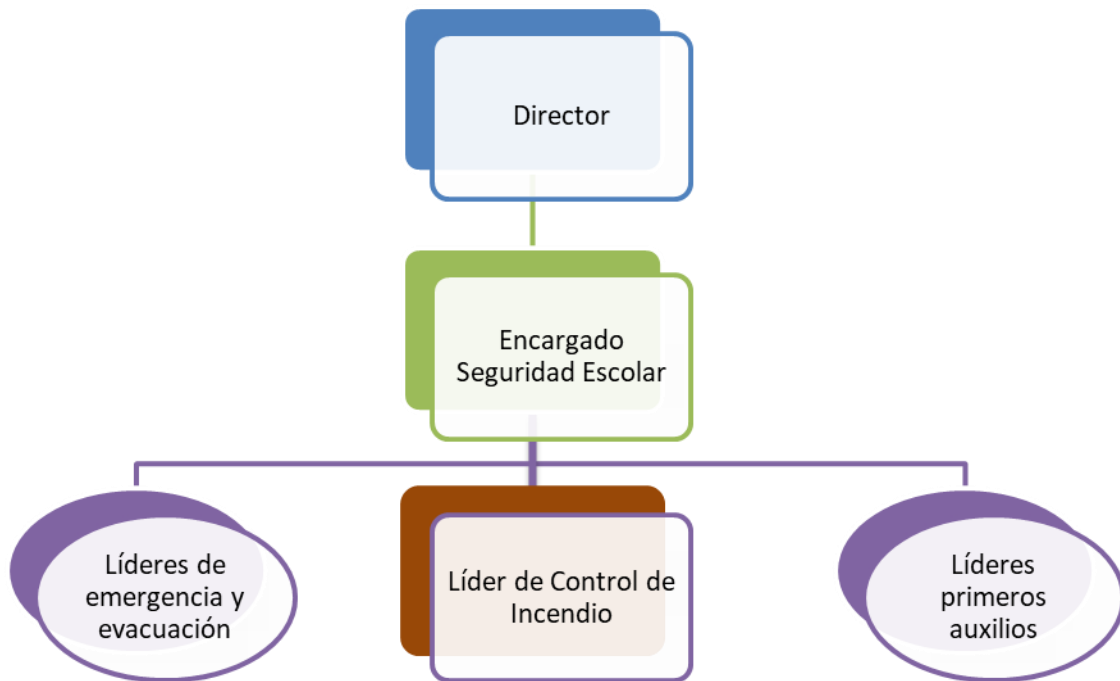 Director
Encargado
Seguridad Escolar
Líderes de
emergencia y
evacuación
Líder de Control de
Incendio
Líderes
primeros
auxilios